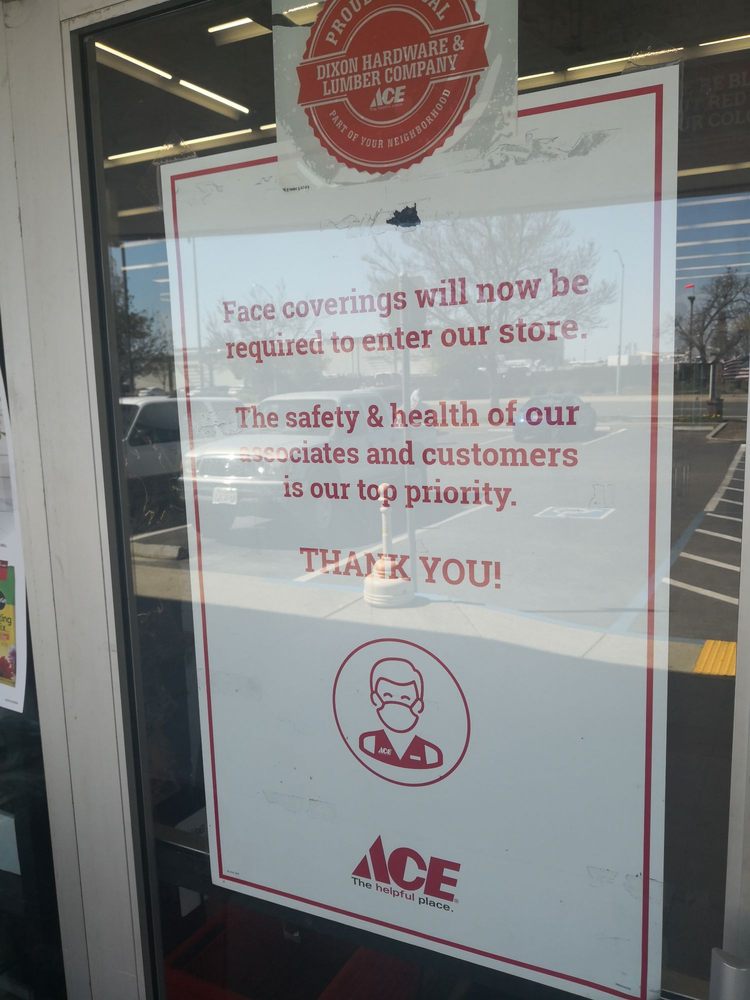 DIXON HARDWARE &
LUMBER COMPANY
ACE
PART OF YOUR NEIGHBORHOOD
Face coverings will now be
required to enter our store.
The safety & health of our
associates and customers
is our top priority.
THANK YOU!
ACE
ACE
The helpful place.